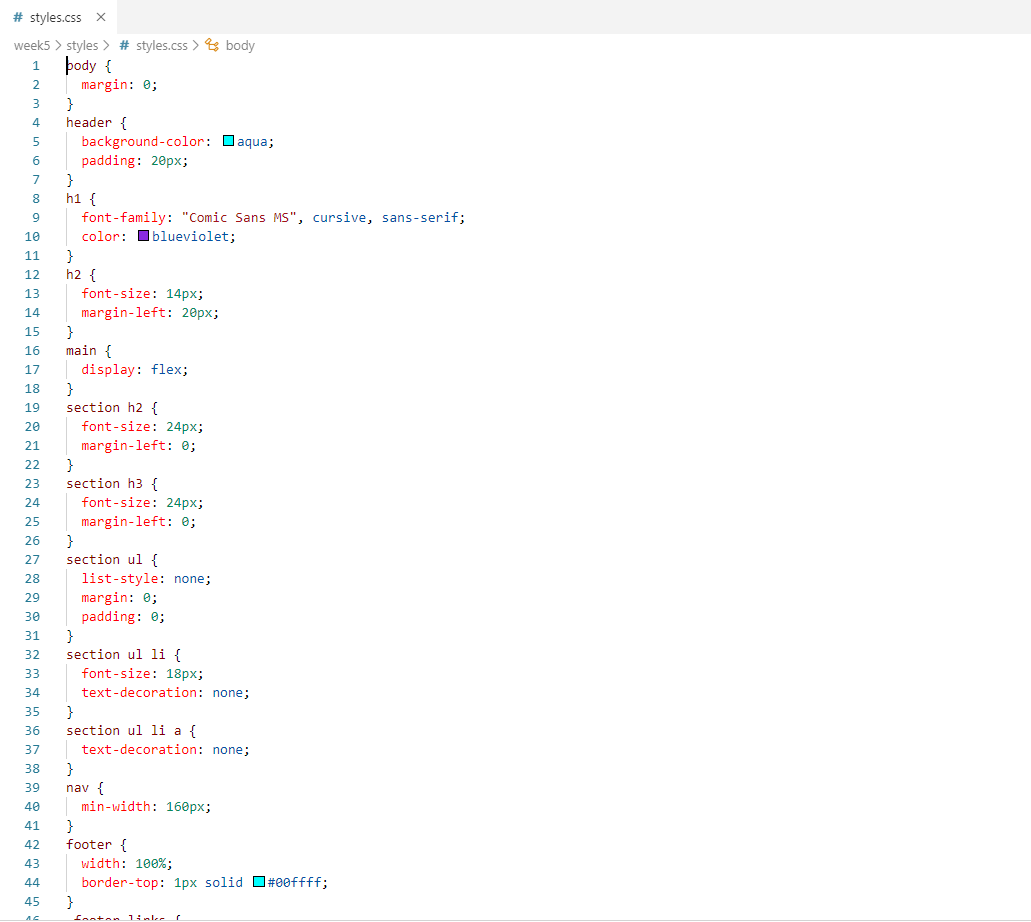 # styles.css ×
week5 > styles > # styles.css > body
1 body {
2 margin: 0;
3 }
4 header {
5 background-color: aqua;
6 padding: 20px;
7 }
8 h1 {
9 font-family: "Comic Sans MS", cursive, sans-serif;
10 color: blueviolet;
11 }
12 h2 {
13 font-size: 14px;
14 margin-left: 20px;
15 }
16 main {
17 display: flex;
18 }
19 section h2 {
20 font-size: 24px;
21 margin-left: 0;
22 }
23 section h3 {
24 font-size: 24px;
25 margin-left: 0;
26 }
27 section ul {
28 list-style: none;
29 margin: 0;
30 padding: 0;
31 }
32 section ul li {
33 font-size: 18px;
34 text-decoration: none;
35 }
36 section ul li a {
37 text-decoration: none;
38 }
39 nav {
40 min-width: 160px;
41 }
42 footer {
43 width: 100%;
44 border-top: 1px solid #00ffff;
45 }
46 .footer links {